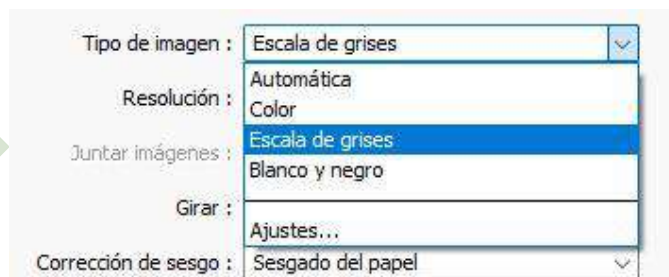 Tipo de imagen : Escala de grises
Automática
Resolución :
Color
Escala de grises
Juntar imágenes :
Blanco y negro
Girar :
Ajustes...
Corrección de sesgo : Sesgado del papel